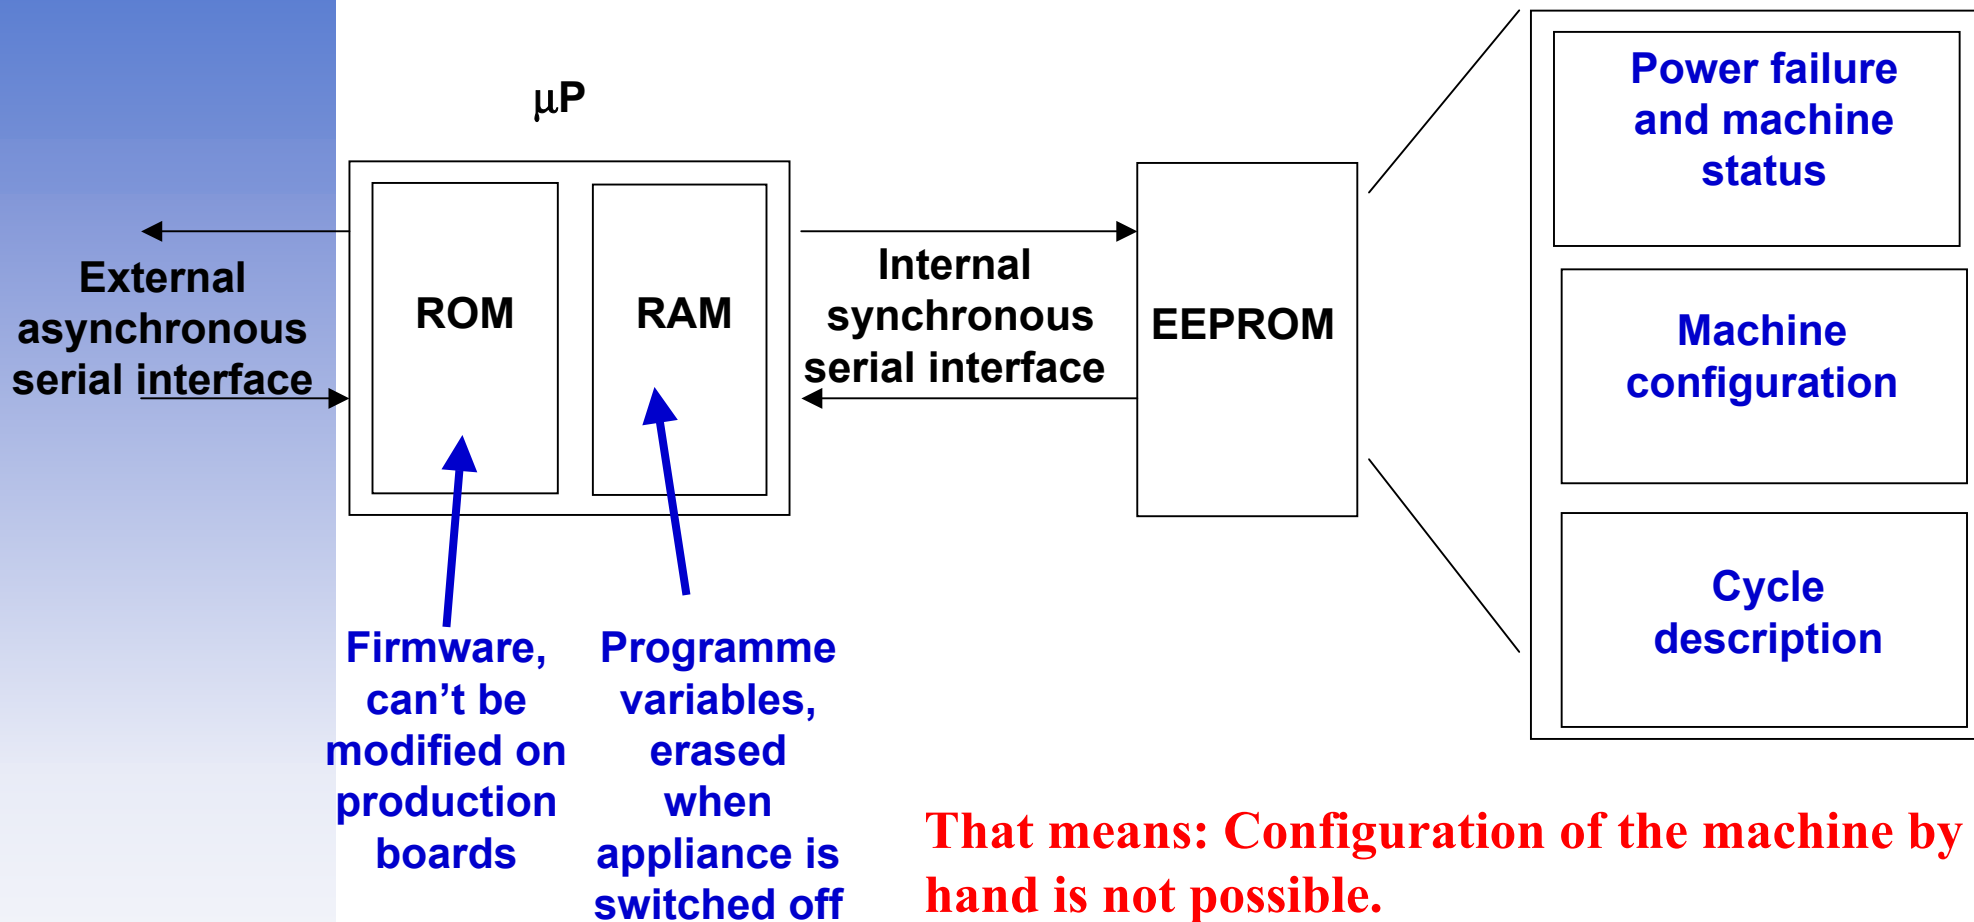 μP
External
asynchronous
serial interface
ROM
RAM
Internal
synchronous
serial interface
EEPROM
Power failure
and machine
status
Machine
configuration
Cycle
description
Firmware,
can’t be
modified on
production
boards
Programme
variables,
erased
when
appliance is
switched off
That means: Configuration of the machine by
hand is not possible.